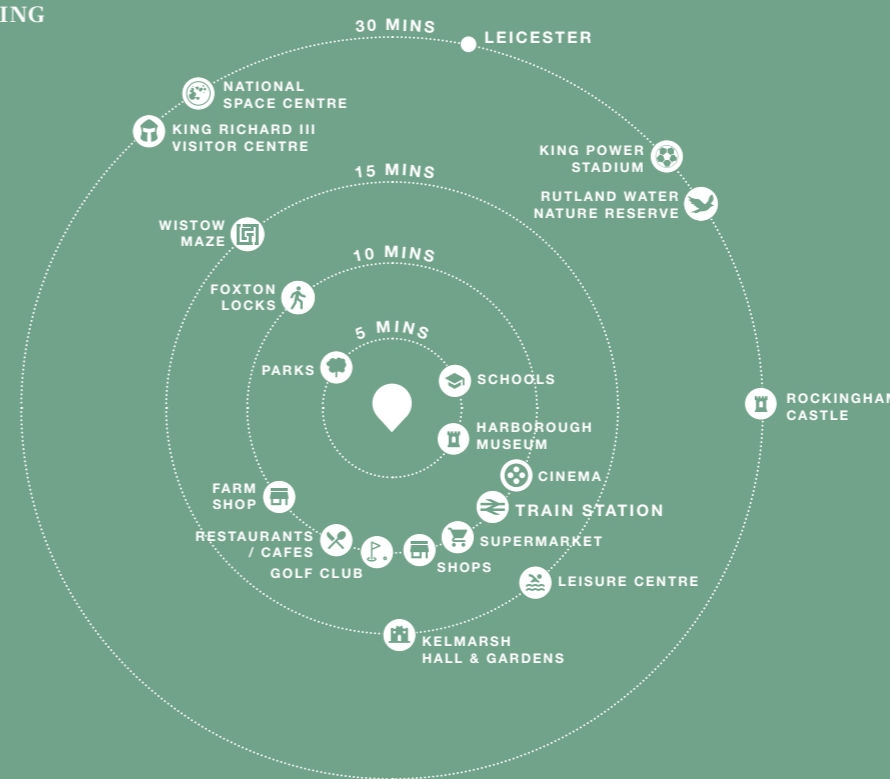 30 MINS
LEICESTER
NATIONAL
SPACE CENTRE
KING RICHARD III
VISITOR CENTRE
KING POWER
STADIUM
15 MINS
RUTLAND WATER
NATURE RESERVE
WISTOW
MAZE
10 MINS
FOXTON
LOCKS
5 MINS
PARKS
SCHOOLS
ROCKINGHAM
CASTLE
HARBOROUGH
MUSEUM
CINEMA
FARM
SHOP
TRAIN STATION
RESTAURANTS
/ CAFES
SUPERMARKET
SHOPS
GOLF CLUB
LEISURE CENTRE
KELMARSH
HALL & GARDENS